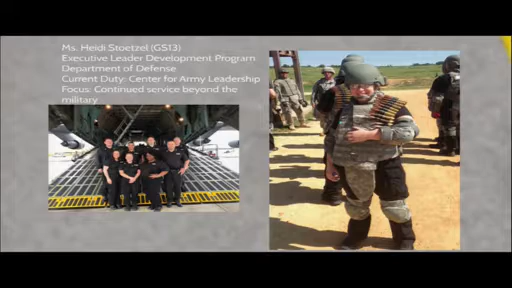 Ms. Heidi Stoetzel (GS13)
Executive Leader Development Program
Department of Defense
Current Duty: Center for Army Leadership
Focus: Continued service beyond the
military